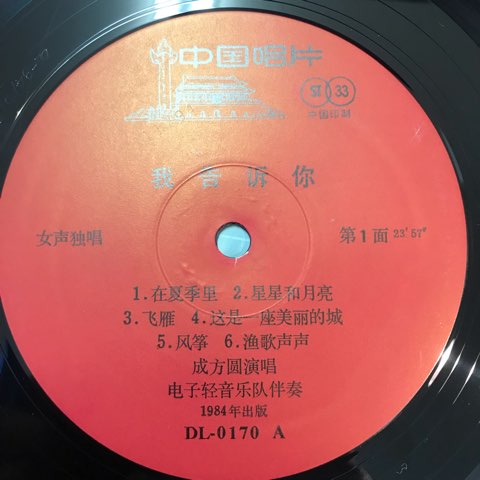 中国唱片
ST 33
中国印制
我告诉你
女声独唱
第1面 23′57″
1.在夏季里 2.星星和月亮
3.飞雁 4.这是一座美丽的城
5.风筝 6.渔歌声声
成方圆演唱
电子轻音乐队伴奏
1984年出版
DL-0170 A